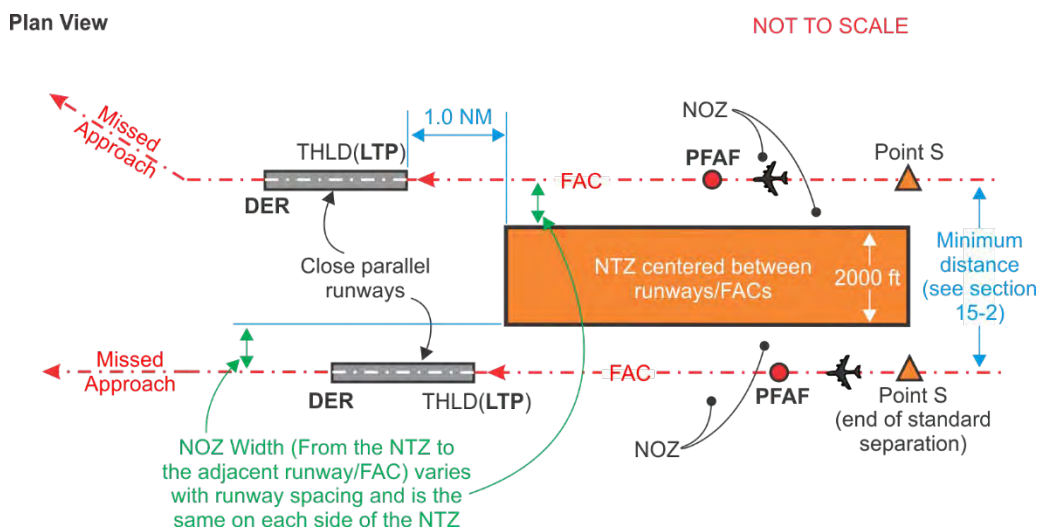 Plan View
NOT TO SCALE
Missed
Approach
1.0 NM
NOZ
THLD(LTP)
PFAF
Point S
FAC
DER
Close parallel
runways
NTZ centered between
runways/FACs
2000 ft
Minimum
distance
(see section
15-2)
Missed
Approach
FAC
DER
THLD(LTP)
PFAF
Point S
(end of standard
separation)
NOZ
NOZ Width (From the NTZ to
the adjacent runway/FAC) varies
with runway spacing and is the
same on each side of the NTZ